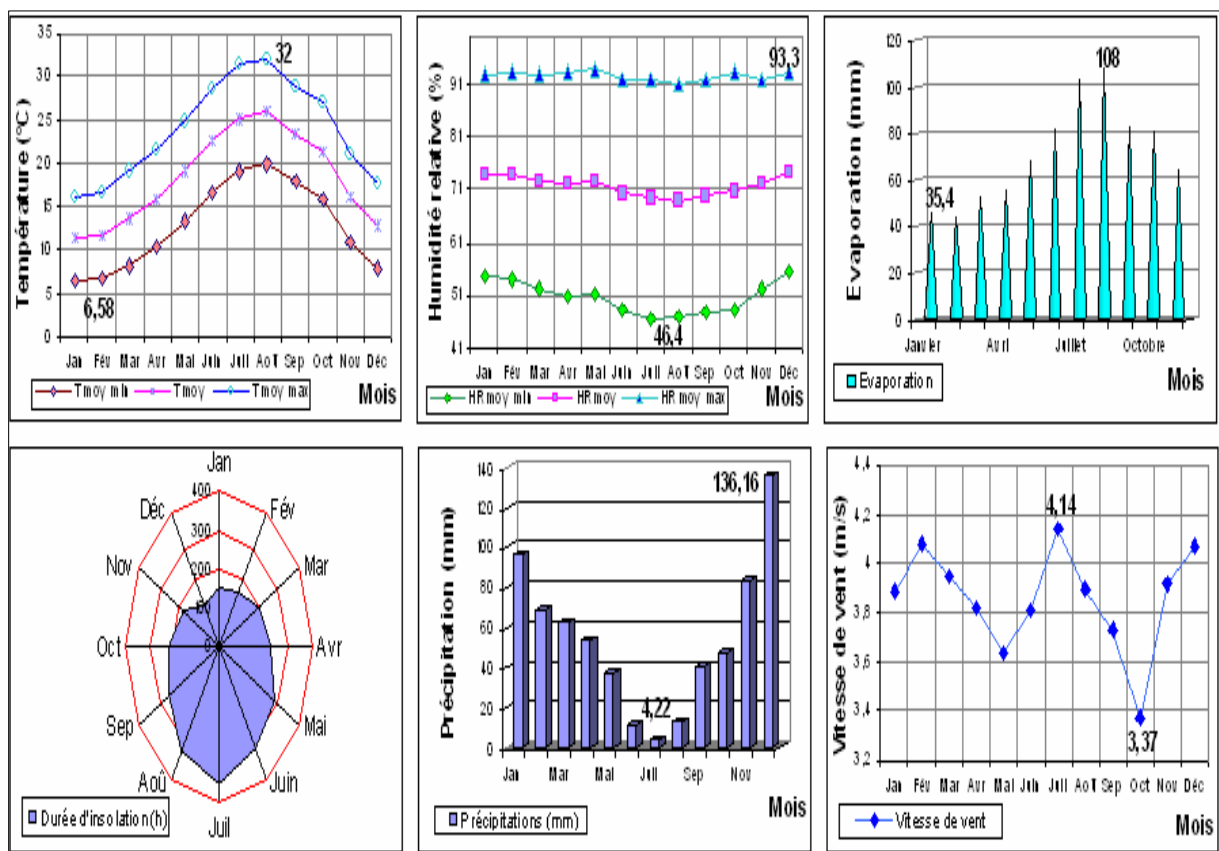 Température (°C)
35
30
25
20
15
10
5
0
32
6,58
Jan Fév Mar Avr Mai Juin Juil Aoû Sep Oct Nov Déc
Mois
T moy min T moy T moy max
Humidité relative (%)
91
81
71
61
51
41
93,3
46,4
Jan Fév Mar Avr Mai Juin Juil Aoû Sep Oct Nov Déc
Mois
HR moy min HR moy HR moy max
Evaporation (mm)
120
100
80
60
40
20
0
108
35,4
Janvier Avril Juillet Octobre
Mois
Evaporation
Jan
Fév
Mar
Avr
Mai
Juin
Juil
Aoû
Sep
Oct
Nov
Déc
400
300
200
0
Durée d'insolation(h)
Précipitation (mm)
140
120
100
80
60
40
20
0
136,16
4,22
Jan Mar Mai Juil Sep Nov
Mois
Précipitations (mm)
Vitesse de vent (m/s)
4,4
4,2
4
3,8
3,6
3,4
3,2
4,14
3,37
Jan Fév Mar Avr Mai Juin Juil Aoû Sep Oct Nov Déc
Mois
Vitesse de vent